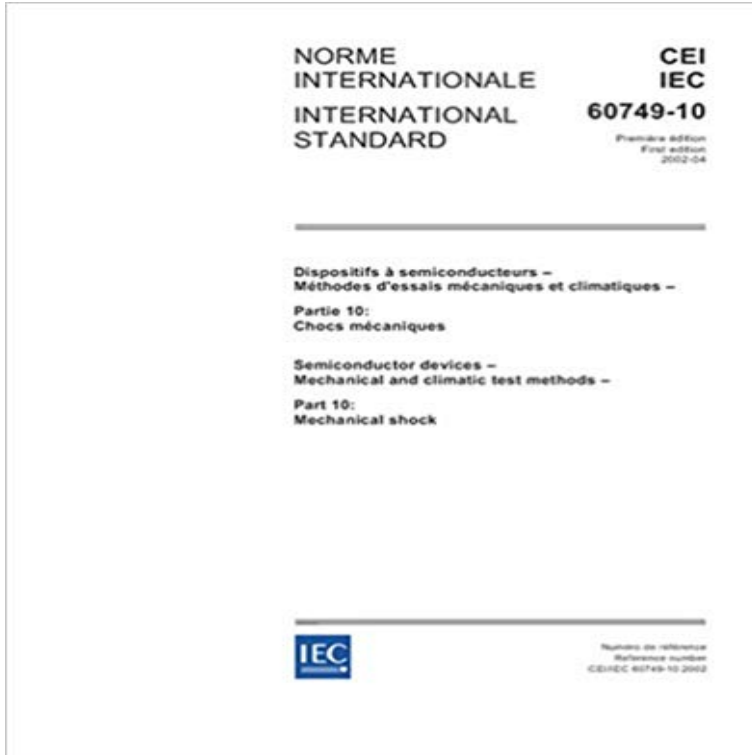 NORME
INTERNATIONALE
INTERNATIONAL
STANDARD
CEI
IEC
60749-10
Première édition
First edition
2002-04
Dispositifs à semiconducteurs –
Méthodes d'essais mécaniques et climatiques –
Partie 10:
Chocs mécaniques
Semiconductor devices –
Mechanical and climatic test methods –
Part 10:
Mechanical shock
IEC
Numéro de référence
Reference number
CEI/IEC 60749-10:2002